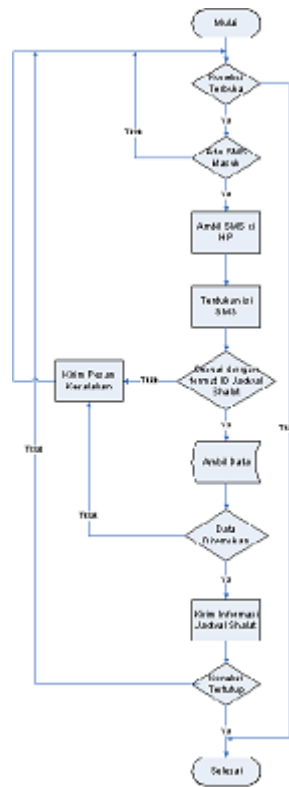 Mulai
Koneksi
Terbuka
Ya
Tidak
Ada SMS
Masuk
Ya
Ambil SMS di
HP
Tentukan isi
SMS
Sesuai dengan
format ID Jadwal
Shalat
Tidak
Kirim Pesan
Kesalahan
Tidak
Ya
Ambil Data
Tidak
Data
Ditemukan
Ya
Kirim Informasi
Jadwal Shalat
Koneksi
Tertutup
Ya
Selesai